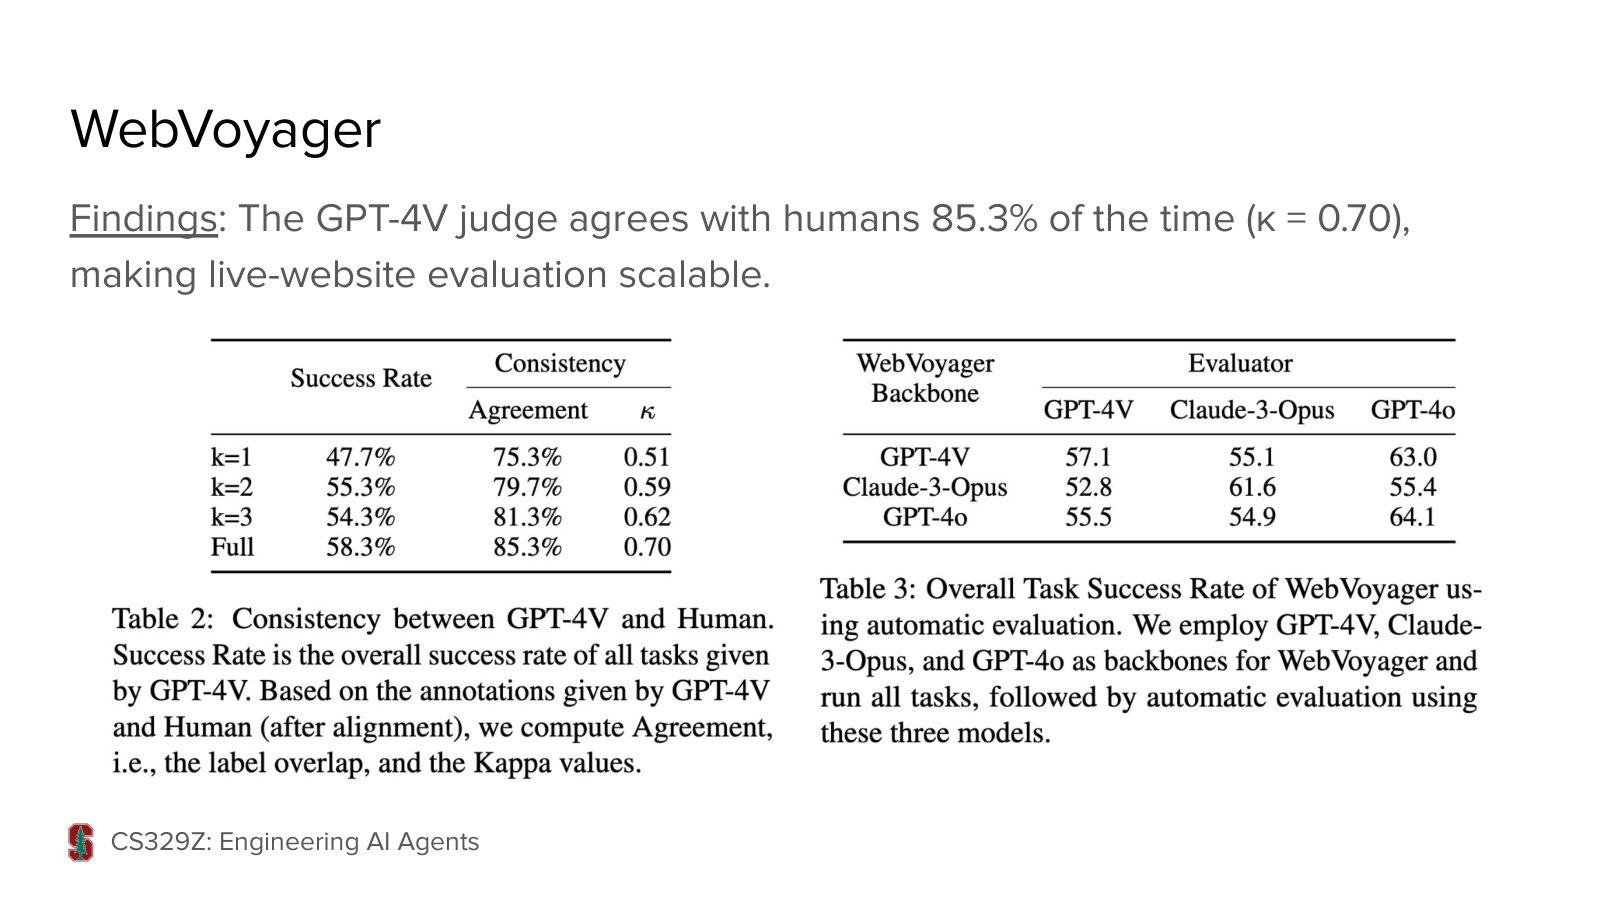 WebVoyager
Findings: The GPT-4V judge agrees with humans 85.3% of the time (κ = 0.70),
making live-website evaluation scalable.
Success Rate Consistency
Agreement κ
k=1 47.7% 75.3% 0.51
k=2 55.3% 79.7% 0.59
k=3 54.3% 81.3% 0.62
Full 58.3% 85.3% 0.70
Table 2: Consistency between GPT-4V and Human.
Success Rate is the overall success rate of all tasks given
by GPT-4V. Based on the annotations given by GPT-4V
and Human (after alignment), we compute Agreement,
i.e., the label overlap, and the Kappa values.
WebVoyager Evaluator
Backbone
GPT-4V Claude-3-Opus GPT-4o
GPT-4V 57.1 55.1 63.0
Claude-3-Opus 52.8 61.6 55.4
GPT-4o 55.5 54.9 64.1
Table 3: Overall Task Success Rate of WebVoyager us-
ing automatic evaluation. We employ GPT-4V, Claude-
3-Opus, and GPT-4o as backbones for WebVoyager and
run all tasks, followed by automatic evaluation using
these three models.
CS329Z: Engineering AI Agents